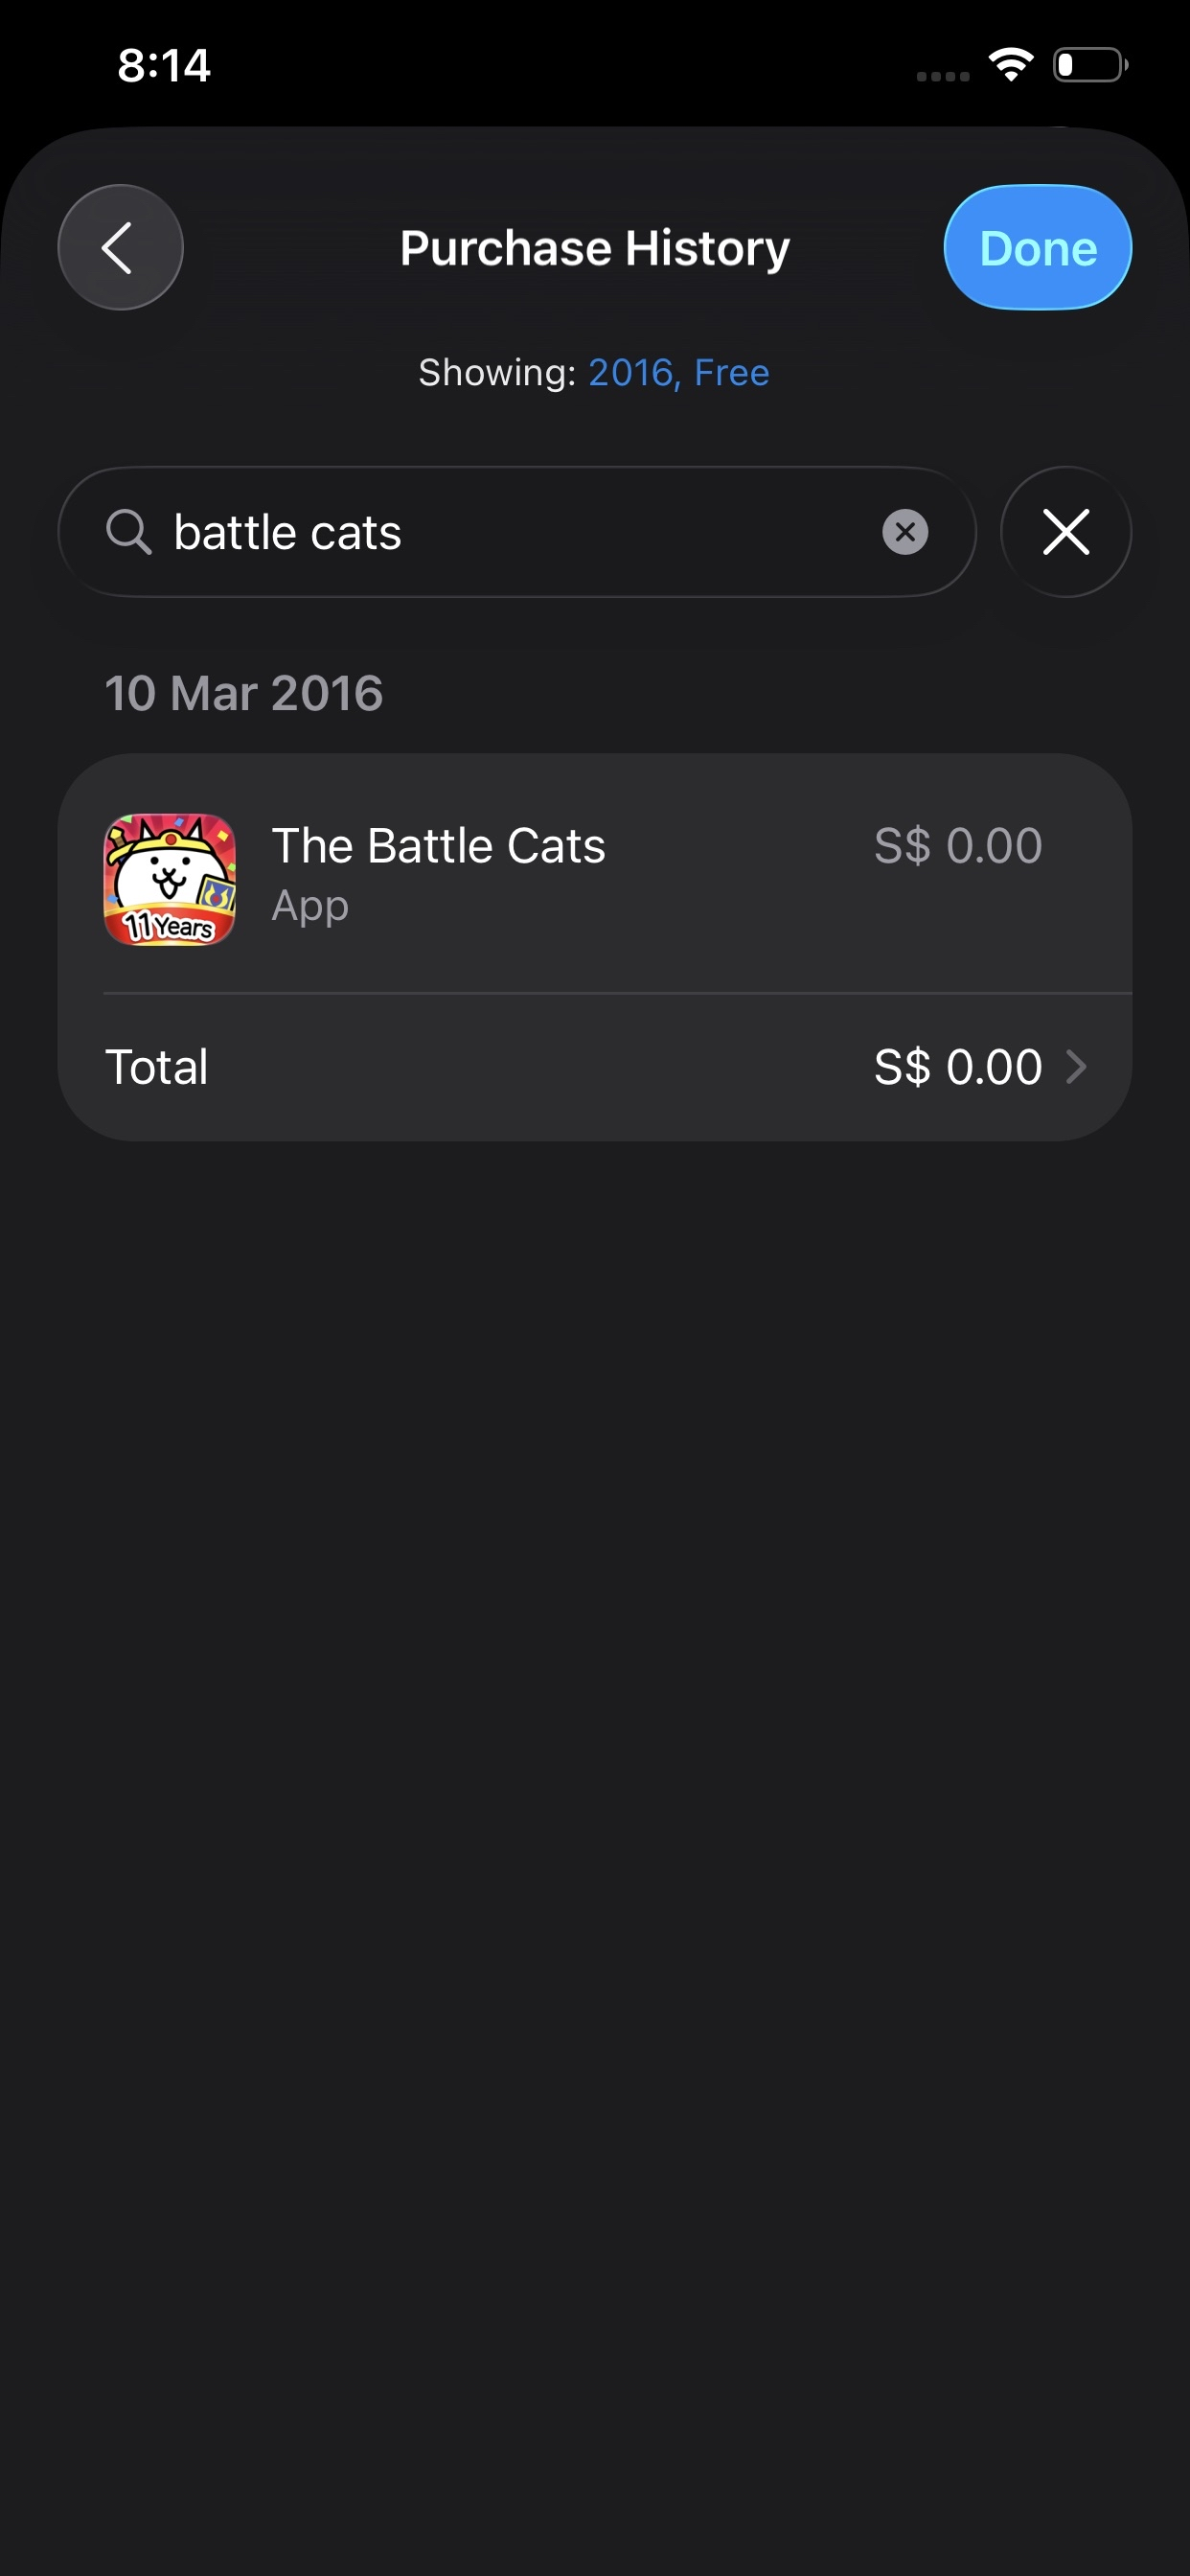 8:14
Purchase History
Done
Showing: 2016, Free
battle cats
10 Mar 2016
The Battle Cats
S$ 0.00
App
11 Years
Total
S$ 0.00